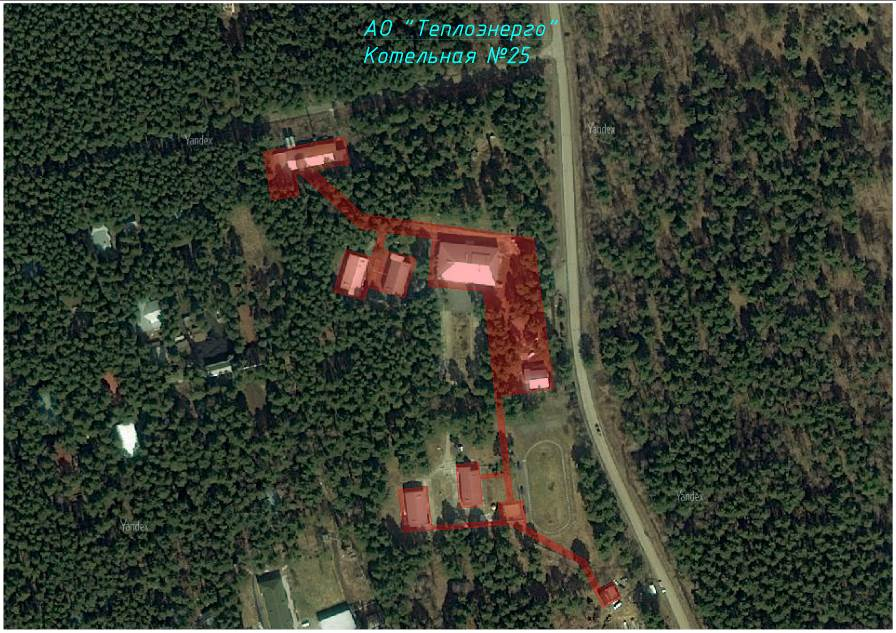 АО "Теплоэнерго"
Котельная №25
Yandex
Yandex
Yandex
Yandex